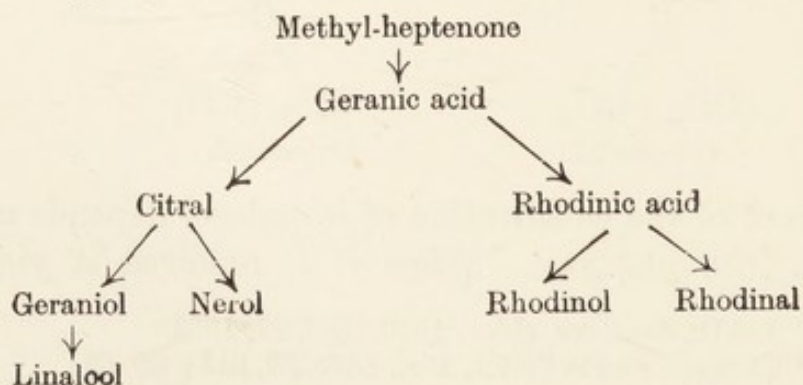 Methyl-heptenone
Geranic acid
Citral Rhodinic acid
Geraniol Nerol Rhodinol Rhodinal
Linalool